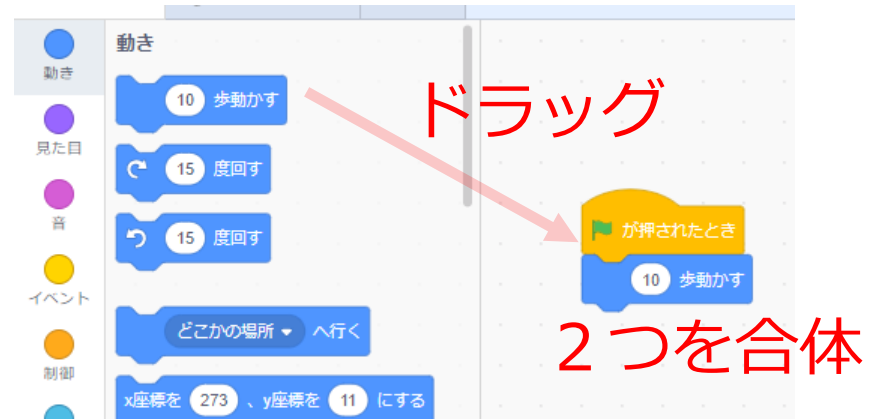 動き
動き
見た目
音
イベント
制御
10 歩動かす
15 度回す
15 度回す
どこかの場所 へ行く
x座標を 273 、y座標を 11 にする
ドラッグ
が押されたとき
10 歩動かす
２つを合体